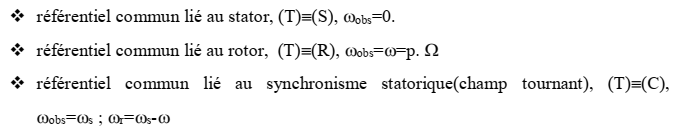 ❖ référentiel commun lié au stator, (T)≡(S), ωobs=0.
❖ référentiel commun lié au rotor, (T)≡(R), ωobs=ω=p. Ω
❖ référentiel commun lié au synchronisme statorique(champ tournant), (T)≡(C),
ωobs=ωs ; ωr=ωs-ω